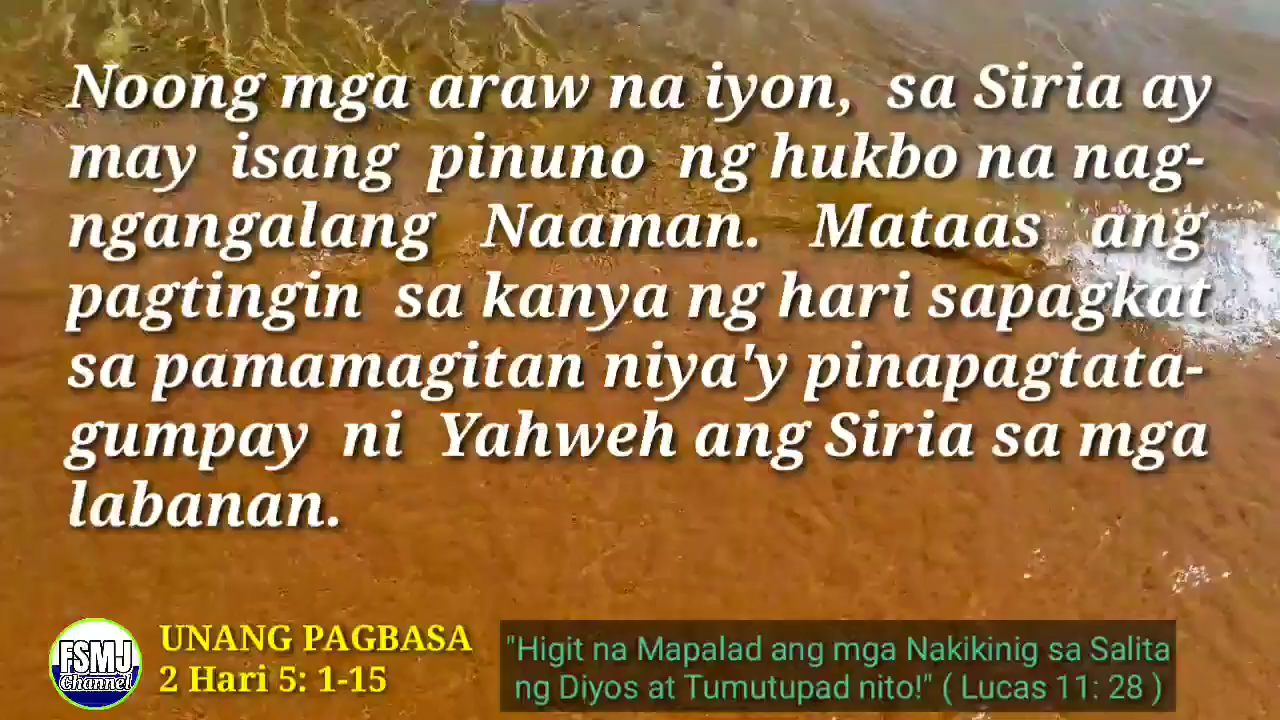 Noong mga araw na iyon, sa Siria ay
may isang pinuno ng hukbo na nag-
ngangalang Naaman. Mataas ang
pagtingin sa kanya ng hari sapagkat
sa pamamagitan niya'y pinapagtata-
gumpay ni Yahweh ang Siria sa mga
labanan.
FSMJ
Channel
UNANG PAGBASA
2 Hari 5: 1-15
"Higit na Mapalad ang mga Nakikinig sa Salita
ng Diyos at Tumutupad nito!" ( Lucas 11: 28 )